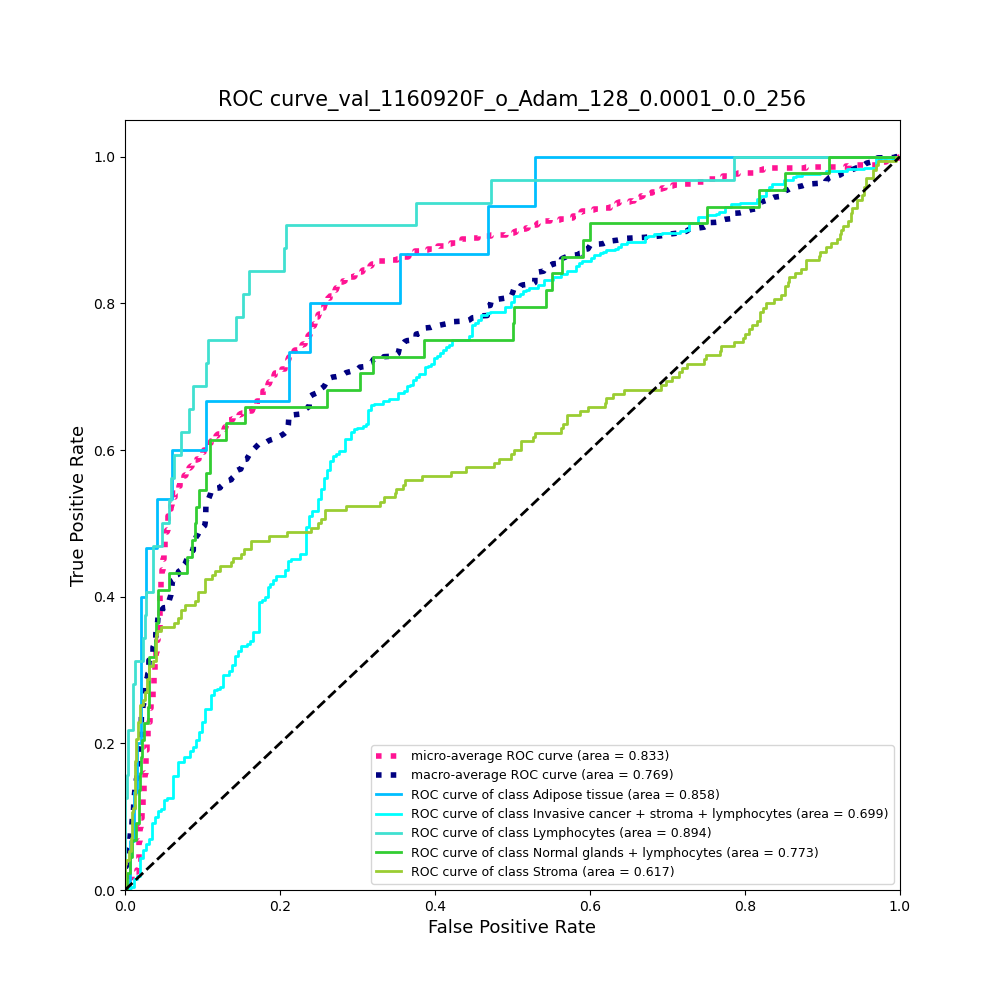 ROC curve_val_1160920F_o_Adam_128_0.0001_0.0_256
True Positive Rate
1.0
0.8
0.6
0.4
0.2
0.0
micro-average ROC curve (area = 0.833)
macro-average ROC curve (area = 0.769)
ROC curve of class Adipose tissue (area = 0.858)
ROC curve of class Invasive cancer + stroma + lymphocytes (area = 0.699)
ROC curve of class Lymphocytes (area = 0.894)
ROC curve of class Normal glands + lymphocytes (area = 0.773)
ROC curve of class Stroma (area = 0.617)
0.0 0.2 0.4 0.6 0.8 1.0
False Positive Rate